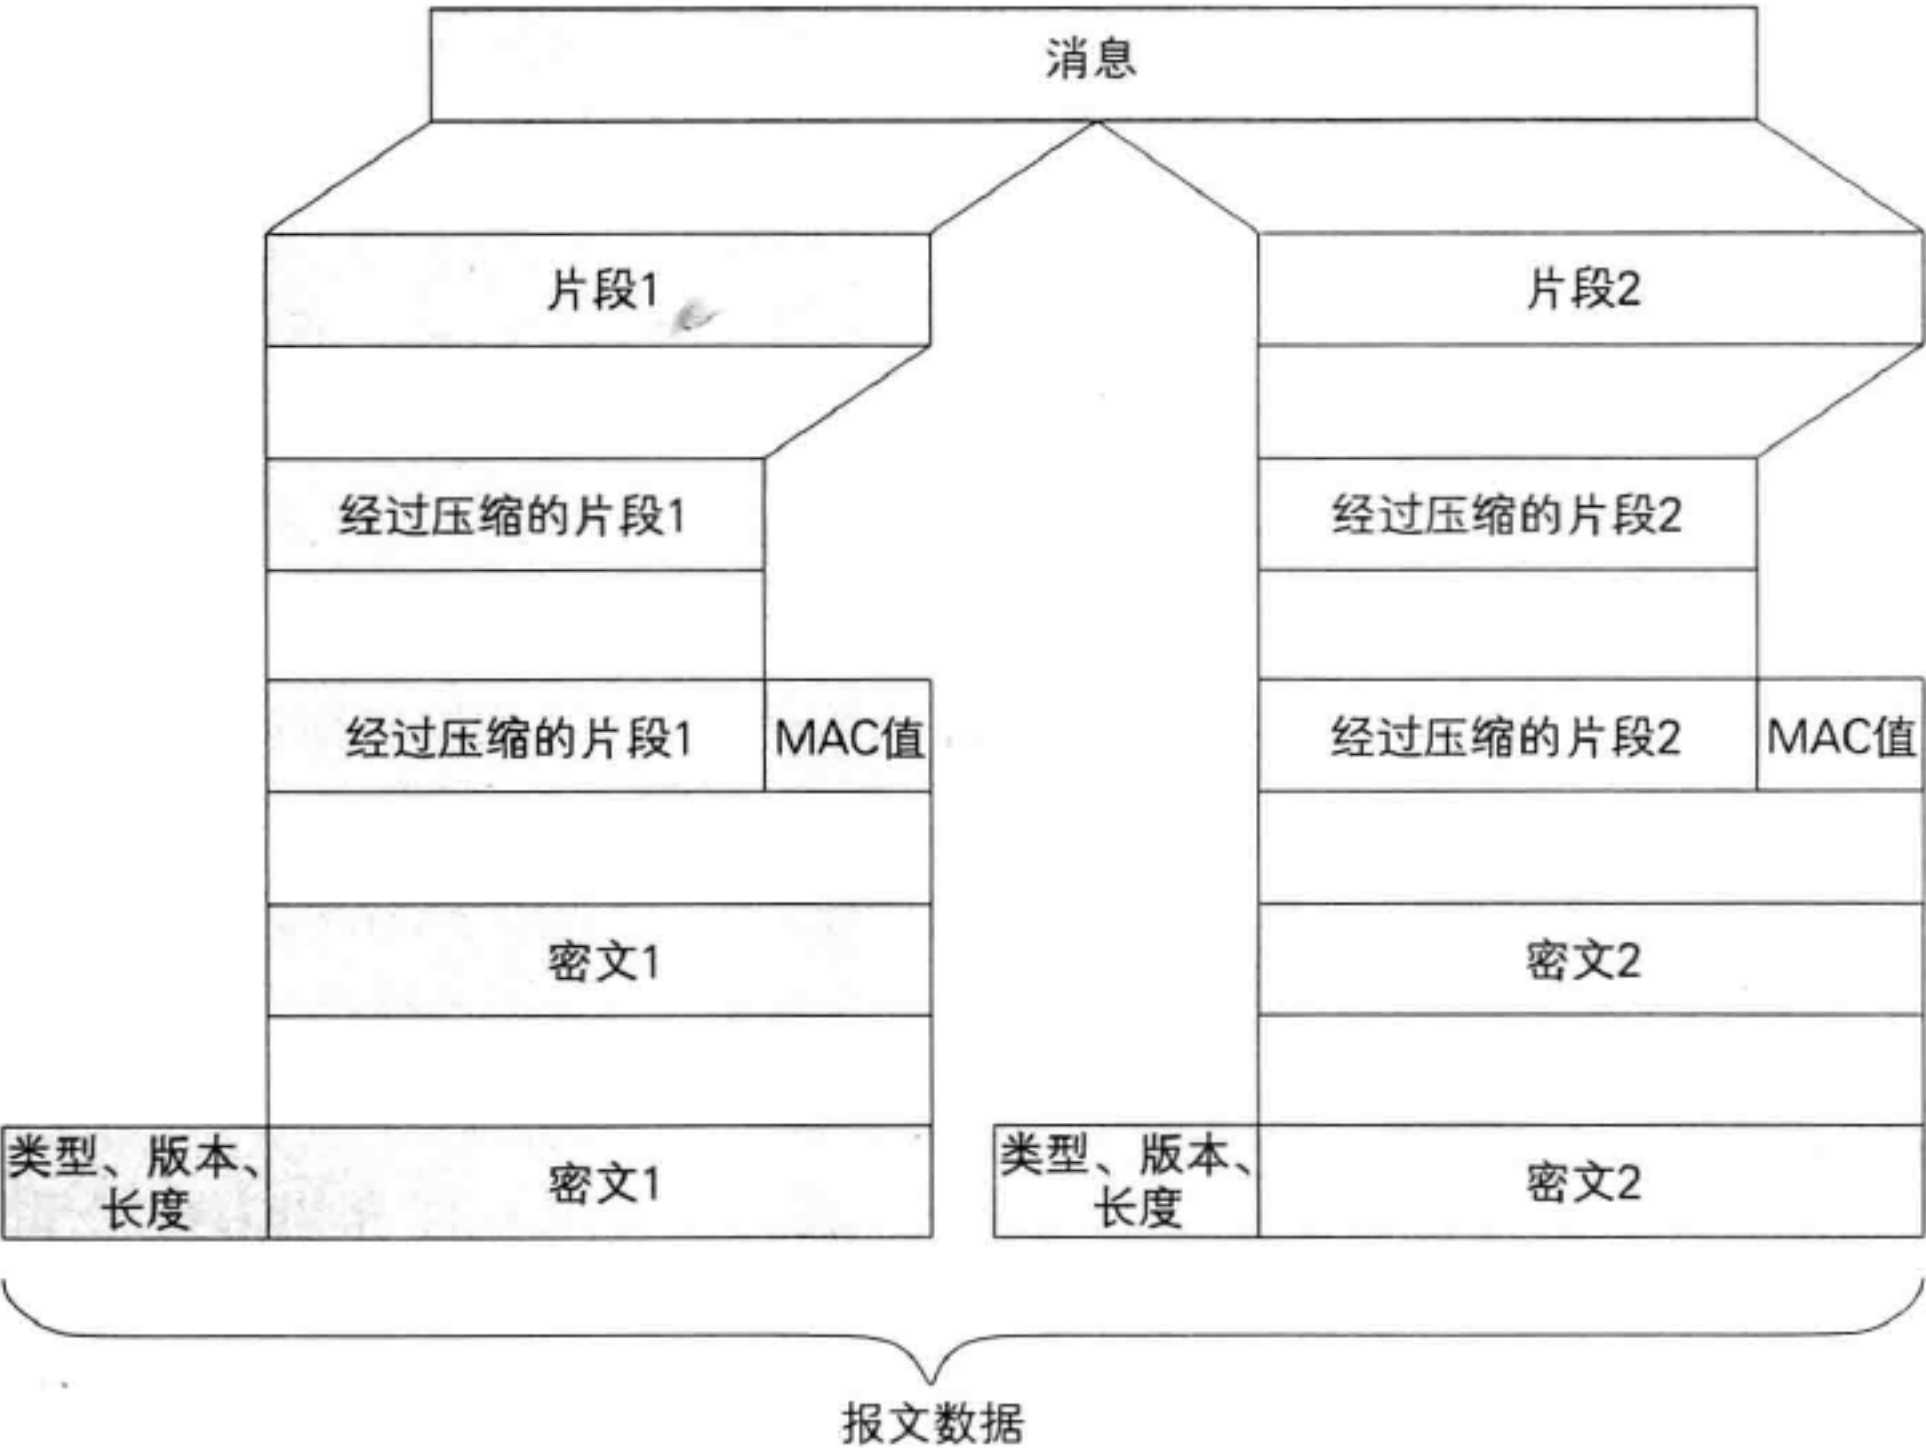 消息
片段1
片段2
经过压缩的片段1
经过压缩的片段2
经过压缩的片段1
MAC值
经过压缩的片段2
MAC值
密文1
密文2
类型、版本、
长度
密文1
类型、版本、
长度
密文2
报文数据